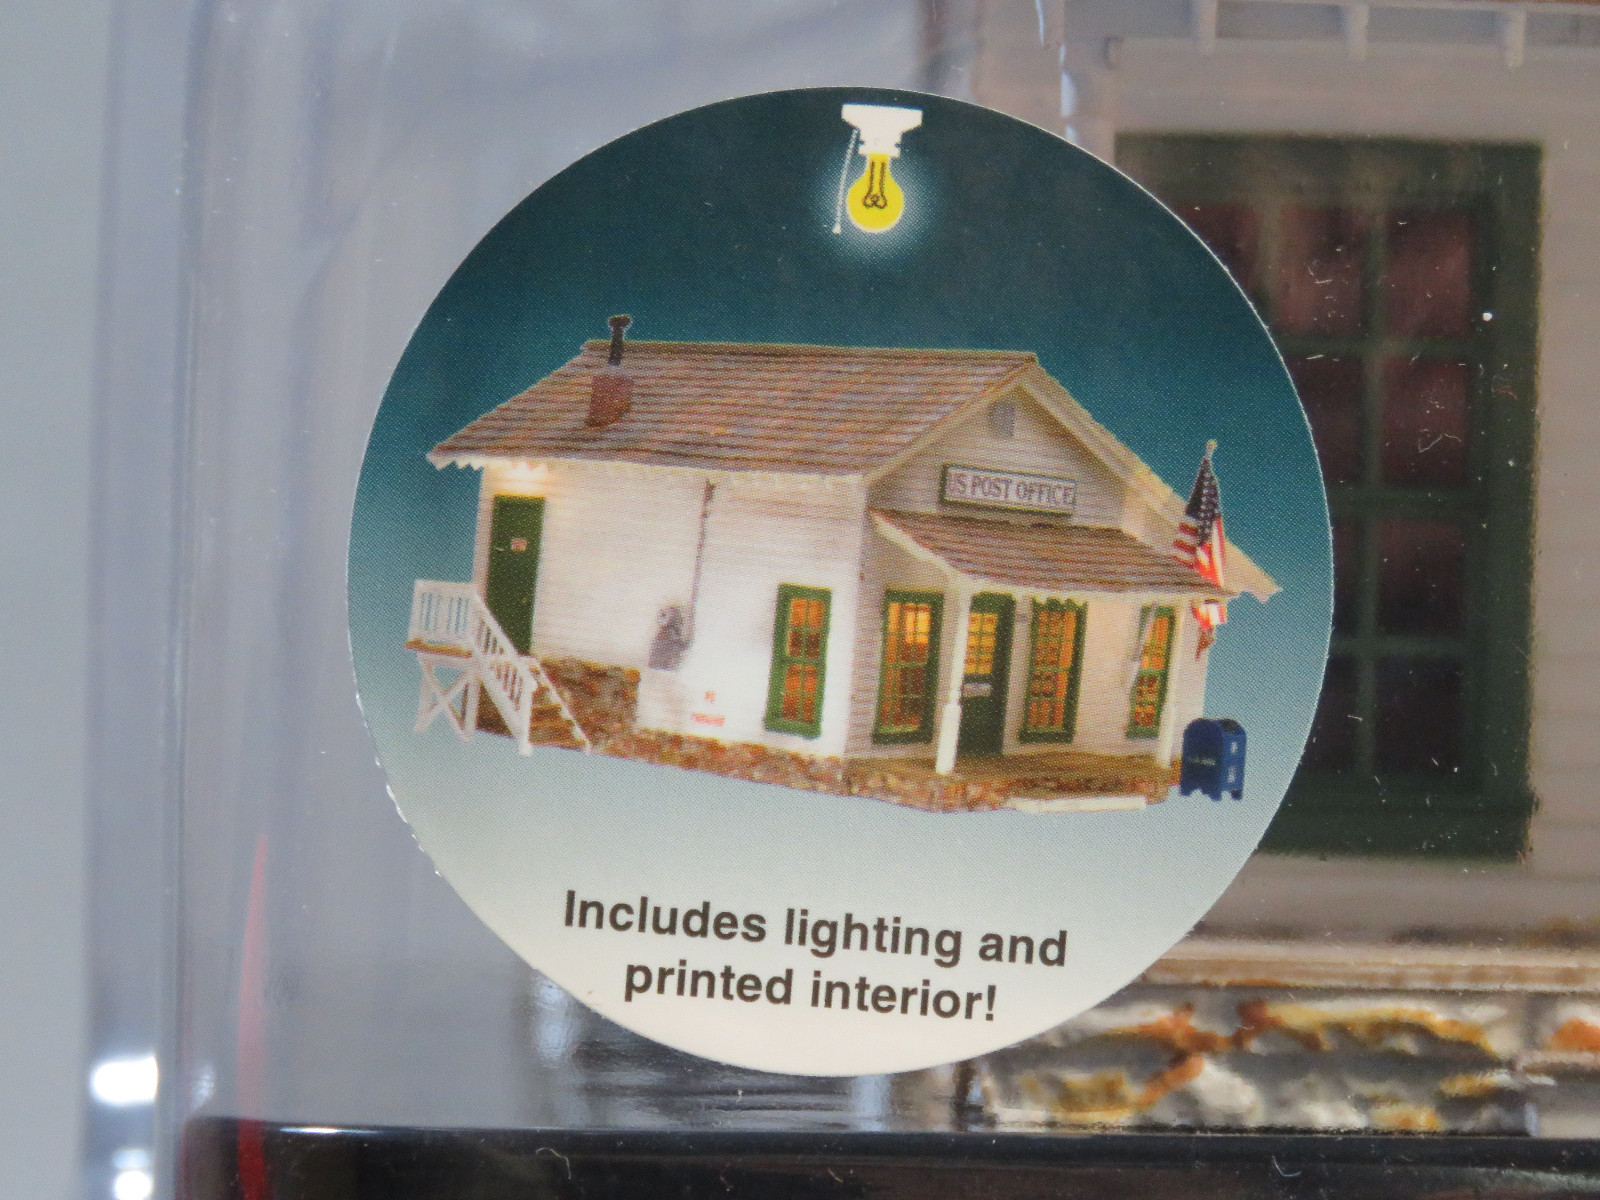 US POST OFFICE
Includes lighting and
printed interior!